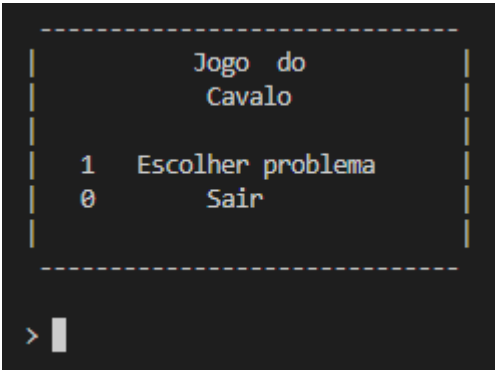 ------------------------------
| Jogo do |
| Cavalo |
| |
| 1 Escolher problema |
| 0 Sair |
| |
------------------------------
>